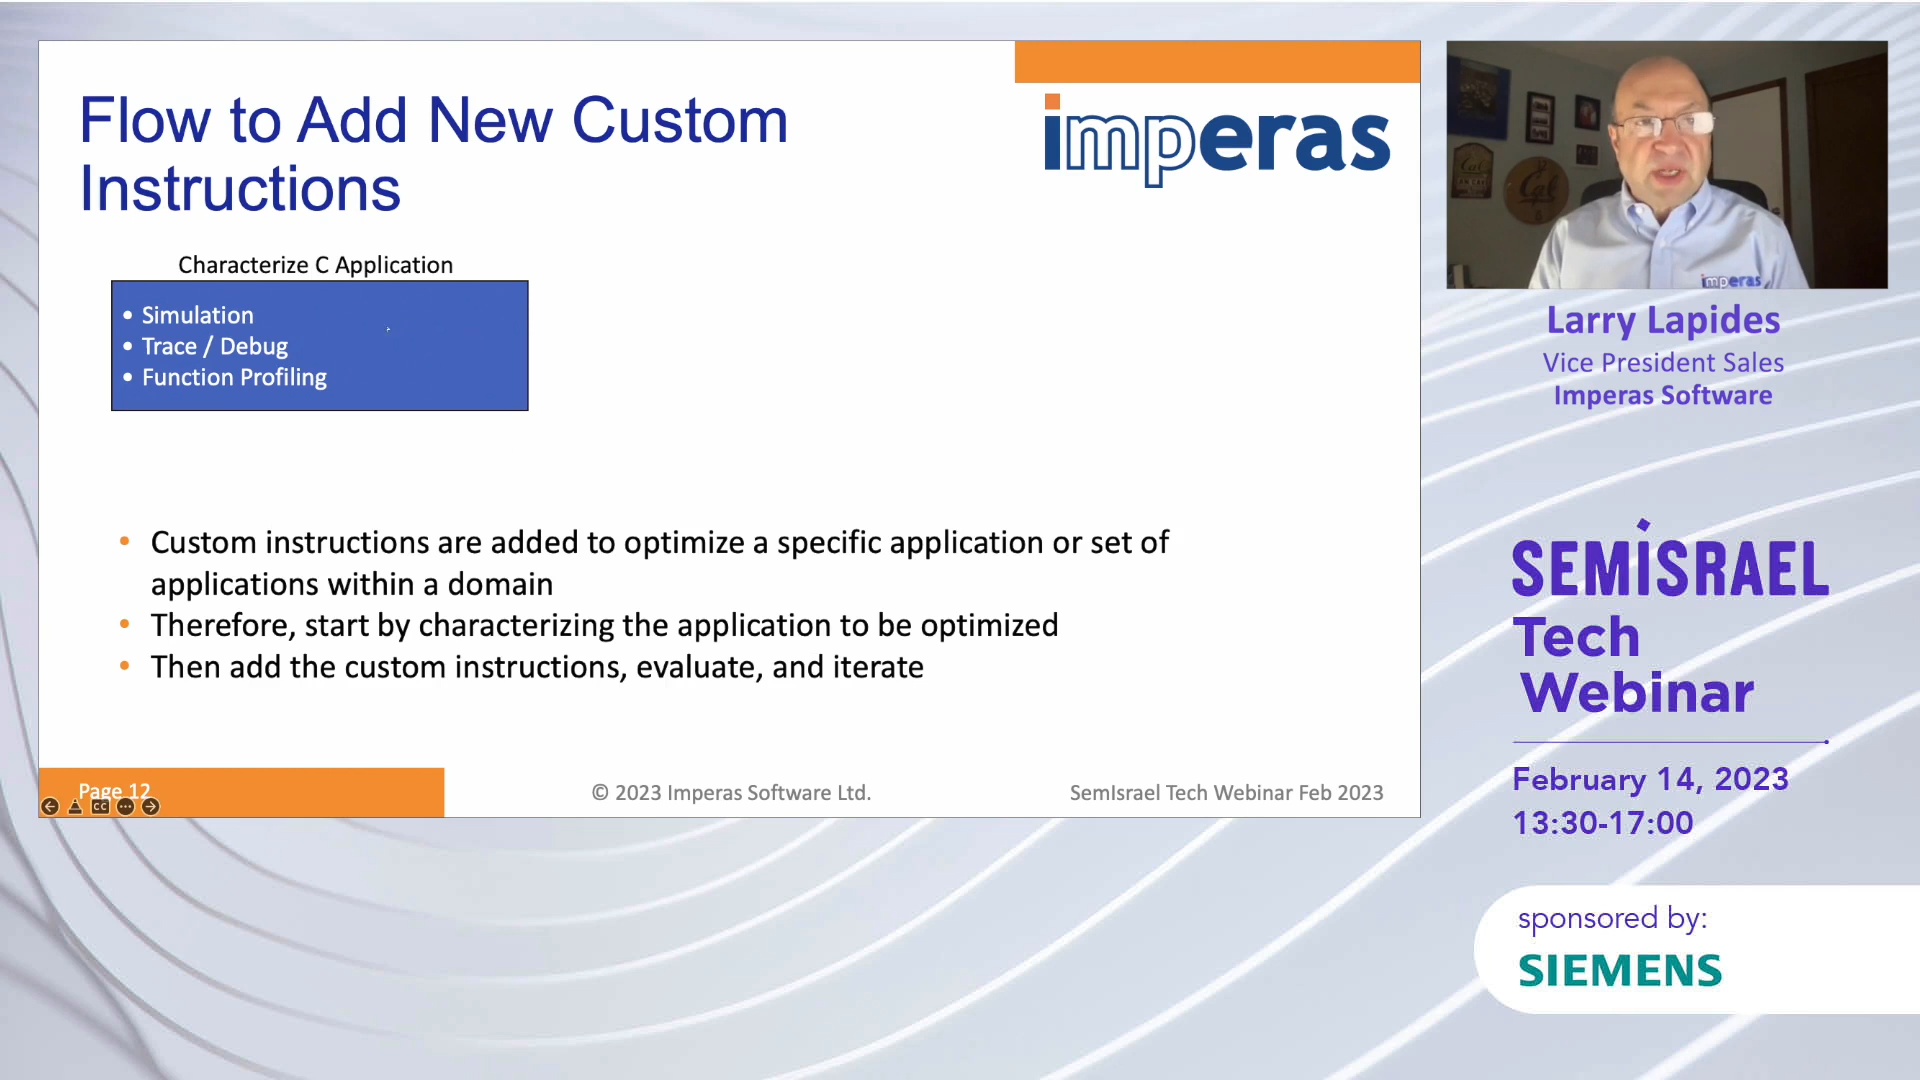 Flow to Add New Custom
Instructions
imperas
Characterize C Application
• Simulation
• Trace / Debug
• Function Profiling
• Custom instructions are added to optimize a specific application or set of
applications within a domain
• Therefore, start by characterizing the application to be optimized
• Then add the custom instructions, evaluate, and iterate
Page 12
© 2023 Imperas Software Ltd.
SemIsrael Tech Webinar Feb 2023
Cal
Cal
imperas
Larry Lapides
Vice President Sales
Imperas Software
SEMISRAEL
Tech
Webinar
February 14, 2023
13:30-17:00
sponsored by:
SIEMENS